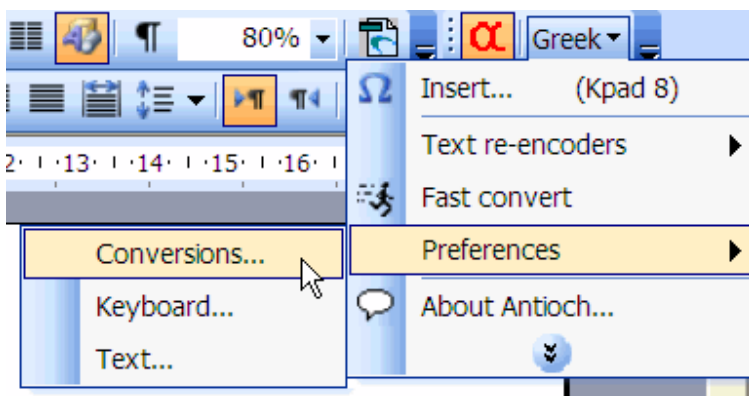 80%
α Greek
Insert... (Kpad 8)
Text re-encoders
2· ı ·13· ı ·14· ı ·15· ı ·16· ı
Fast convert
Conversions...
Preferences
Keyboard...
About Antioch...
Text...